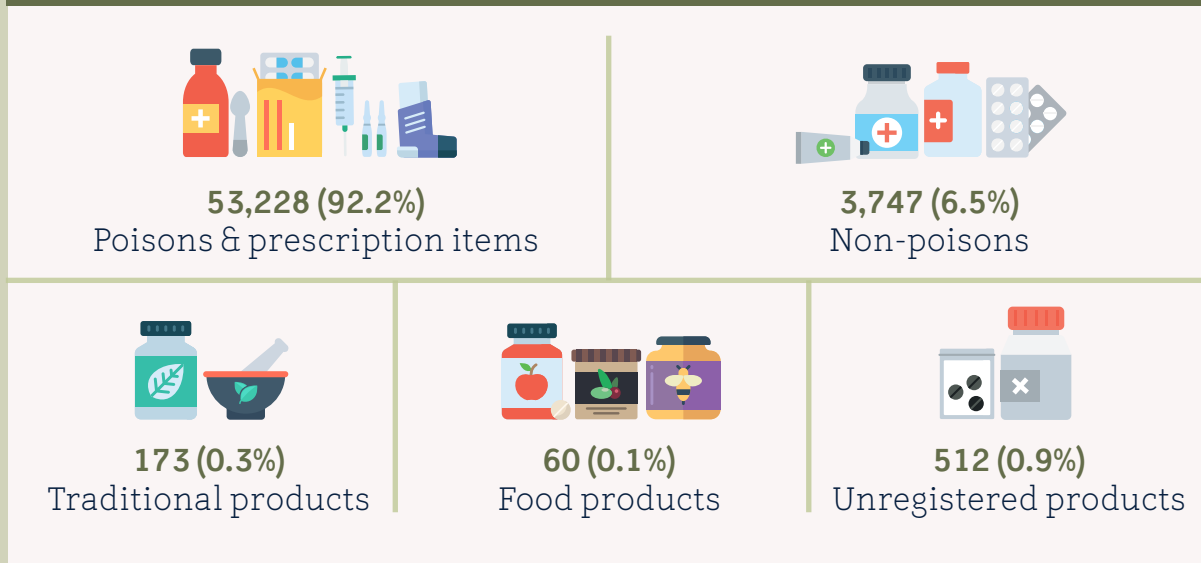 53,228 (92.2%)
Poisons & prescription items
3,747 (6.5%)
Non-poisons
173 (0.3%)
Traditional products
60 (0.1%)
Food products
512 (0.9%)
Unregistered products